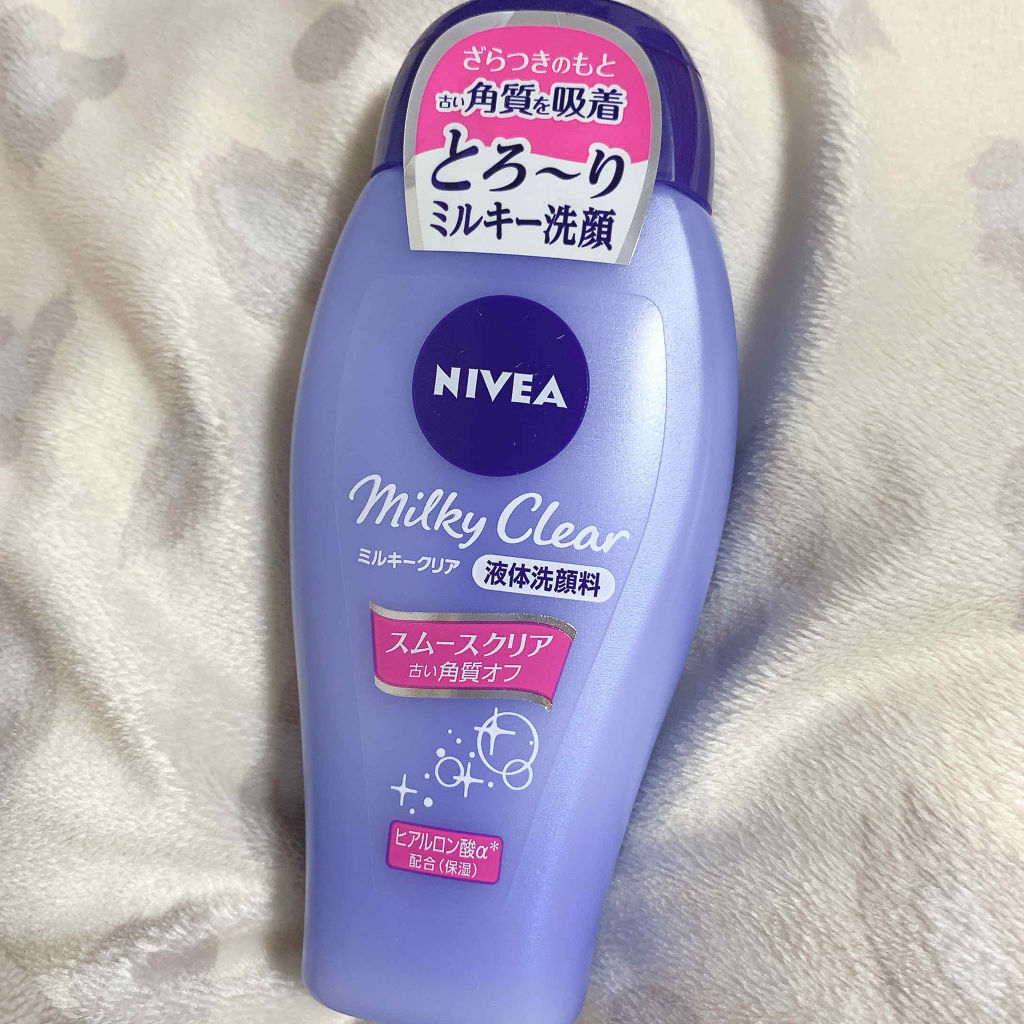 ざらつきのもと
古い角質を吸着
とろ～り
ミルキー洗顔
NIVEA
Milky Clear
ミルキークリア 液体洗顔料
スムースクリア
古い角質オフ
ヒアルロン酸α*
配合(保湿)